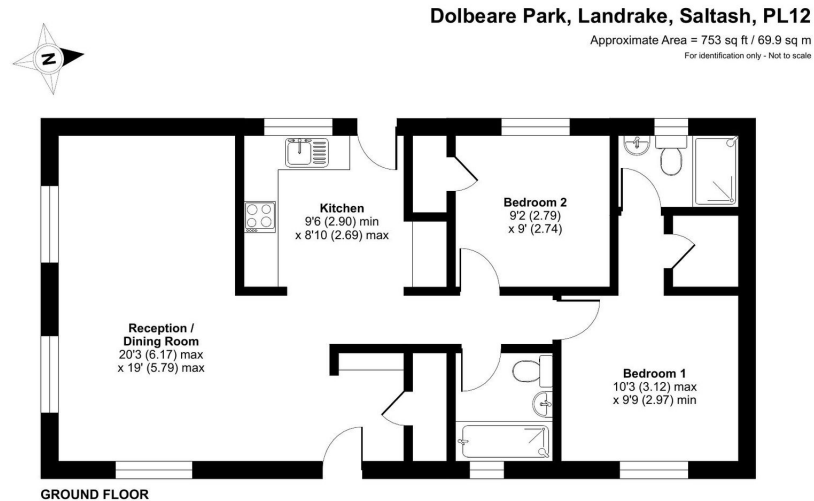 Dolbeare Park, Landrake, Saltash, PL12
Approximate Area = 753 sq ft / 69.9 sq m
For identification only - Not to scale
N
Kitchen
9'6 (2.90) min
x 8'10 (2.69) max
Bedroom 2
9'2 (2.79)
x 9' (2.74)
Reception /
Dining Room
20'3 (6.17) max
x 19' (5.79) max
Bedroom 1
10'3 (3.12) max
x 9'9 (2.97) min
GROUND FLOOR